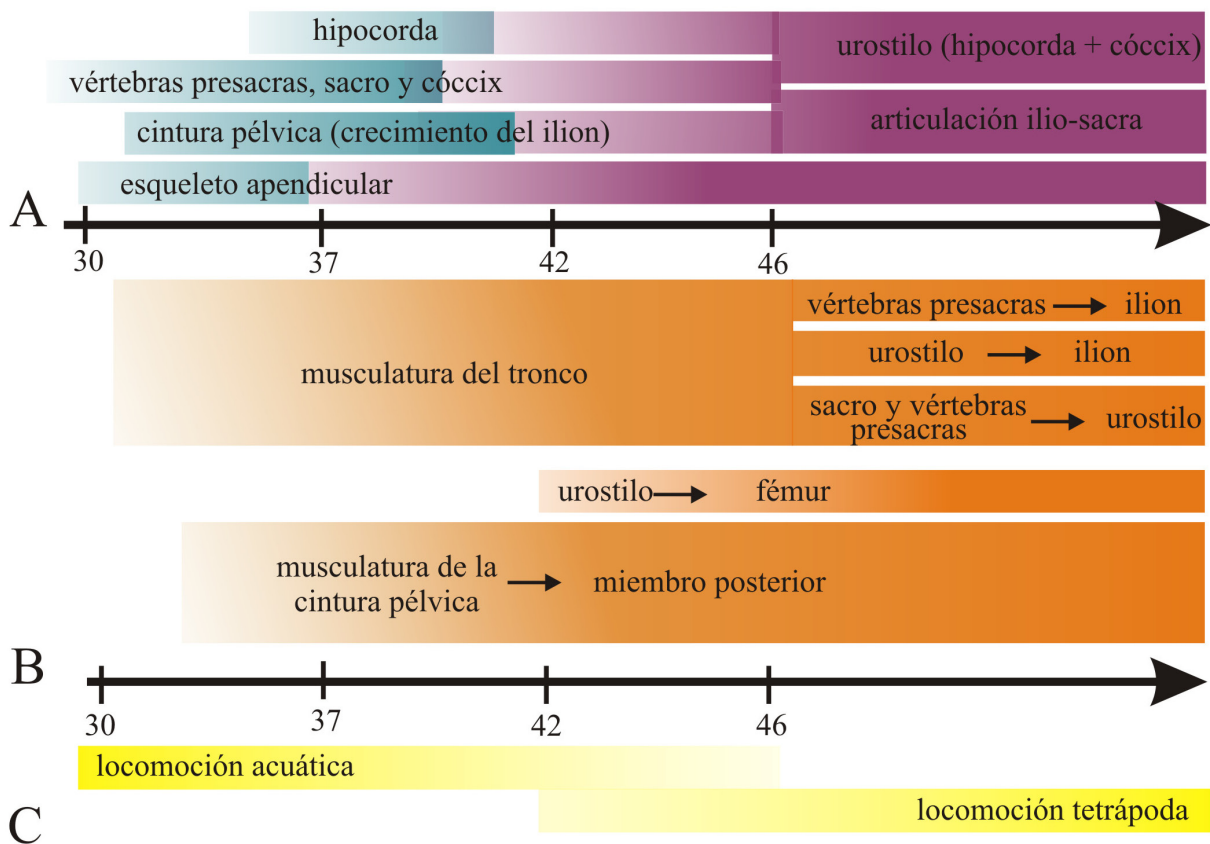 hipocorda
urostilo (hipocorda + cóccix)
vértebras presacras, sacro y cóccix
cintura pélvica (crecimiento del ilion)
articulación ilio-sacra
esqueleto apendicular
A
30 37 42 46
vértebras presacras → ilion
urostilo → ilion
musculatura del tronco
sacro y vértebras
presacras → urostilo
urostilo → fémur
musculatura de la
cintura pélvica → miembro posterior
B
30 37 42 46
locomoción acuática
locomoción tetrápoda
C